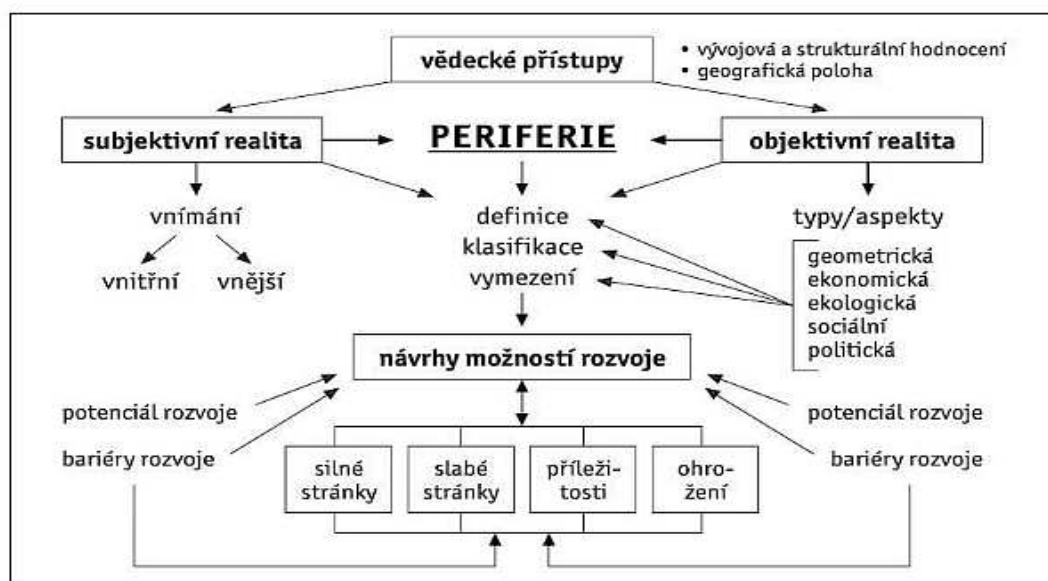 vědecké přístupy
• vývojová a strukturální hodnocení
• geografická poloha
subjektivní realita
PERIFERIE
objektivní realita
vnímání
vnitřní
vnější
definice
klasifikace
vymezení
typy/aspekty
geometrická
ekonomická
ekologická
sociální
politická
návrhy možností rozvoje
potenciál rozvoje
bariéry rozvoje
potenciál rozvoje
bariéry rozvoje
silné
stránky
slabé
stránky
příleži-
tosti
ohro-
žení